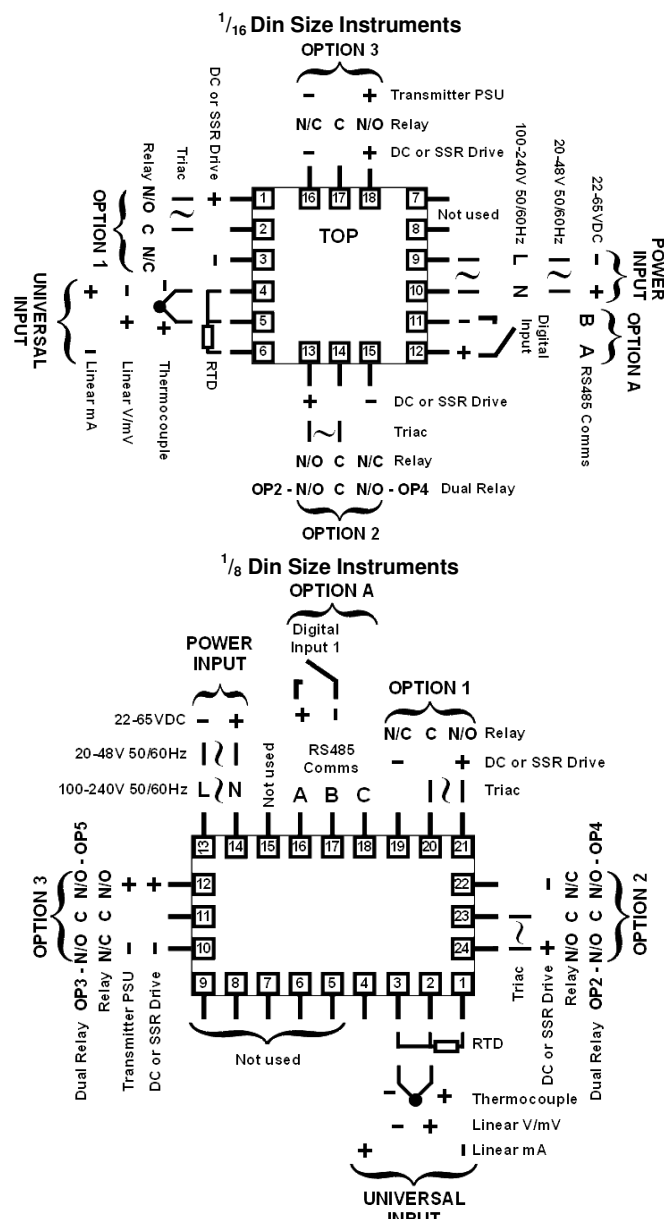 1/16 Din Size Instruments
OPTION 3
− + Transmitter PSU
N/C C N/O Relay
− + DC or SSR Drive
DC or SSR Drive
Triac
Relay N/O C N/C
OPTION 1
+ −
UNIVERSAL INPUT
+ − Linear mA
− + Linear V/mV
− + Thermocouple
RTD
16 17 18
TOP
1
2
3
4
5
6
7
8
9
10
11
12
13 14 15
Not used
100-240V 50/60Hz L N
20-48V 50/60Hz
22-65VDC − +
POWER INPUT
− +
Digital Input
B A RS485 Comms
OPTION A
+ − DC or SSR Drive
Triac
N/O C N/C Relay
OP2 - N/O C N/O - OP4 Dual Relay
OPTION 2
1/8 Din Size Instruments
OPTION A
Digital Input 1
+ −
POWER INPUT
22-65VDC − +
20-48V 50/60Hz
100-240V 50/60Hz L N
Not used
RS485 Comms
A B C
OPTION 1
N/C C N/O Relay
− + DC or SSR Drive
Triac
13 14 15 16 17 18 19 20 21
12
11
10
22
23
24
9 8 7 6 5 4 3 2 1
OPTION 3
Dual Relay OP3 - N/O C N/O - OP5
Relay N/C C N/O
Transmitter PSU − +
DC or SSR Drive − +
Triac
DC or SSR Drive + −
Relay N/O C N/C
Dual Relay OP2 - N/O C N/O - OP4
OPTION 2
Not used
RTD
− + Thermocouple
− + Linear V/mV
+ − Linear mA
UNIVERSAL
INPUT